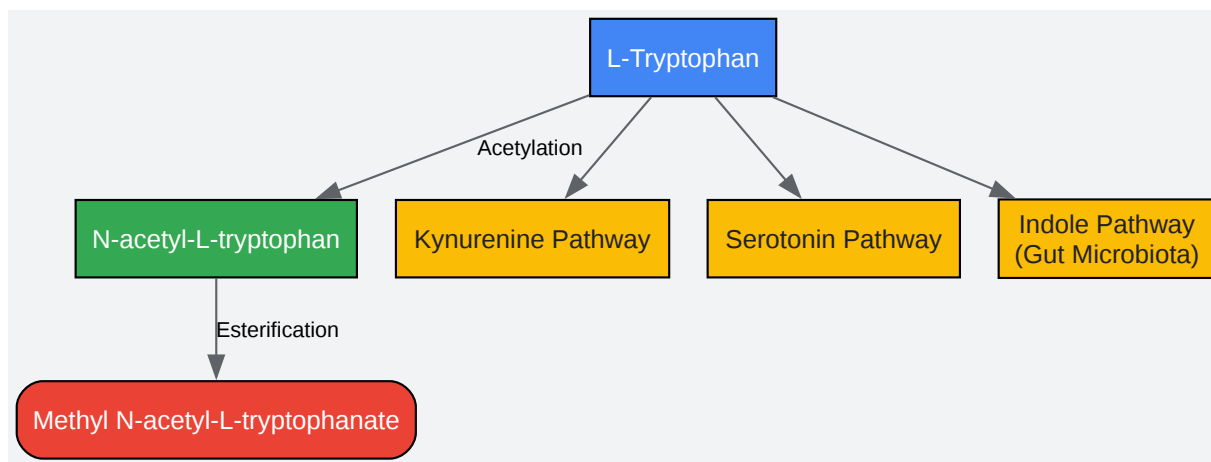 L-Tryptophan
Acetylation
N-acetyl-L-tryptophan
Kynurenine Pathway
Serotonin Pathway
Indole Pathway
(Gut Microbiota)
Esterification
Methyl N-acetyl-L-tryptophanate